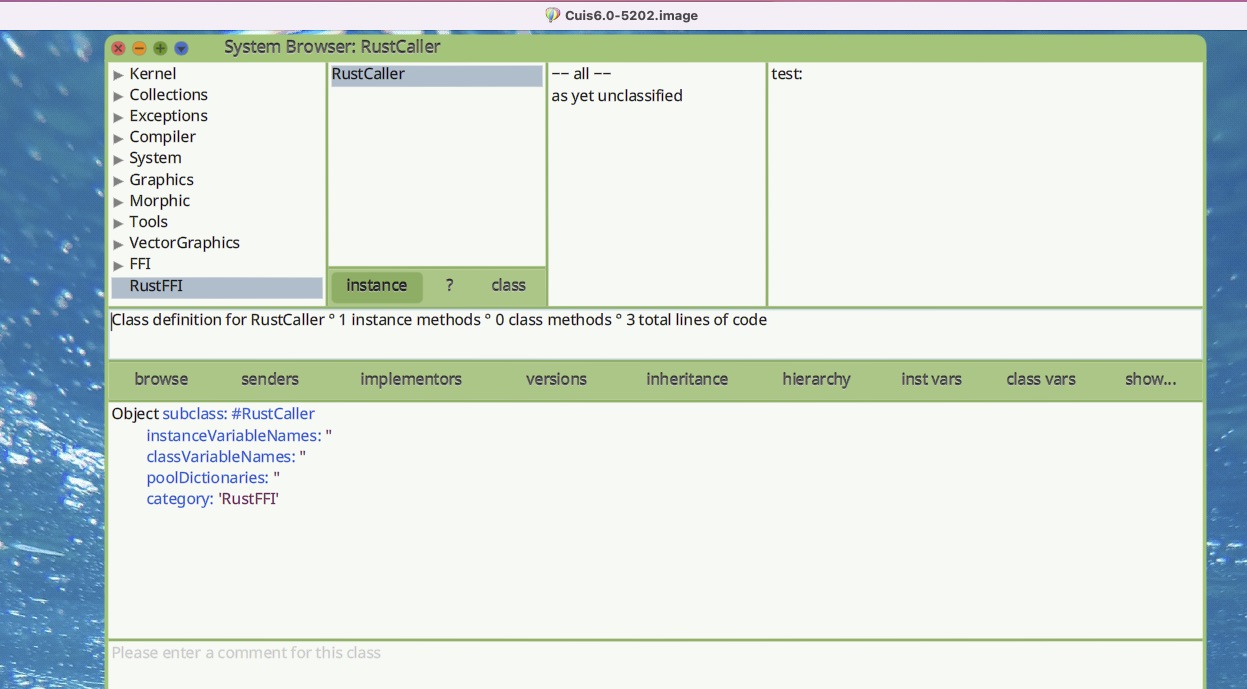 Cuis6.0-5202.image
System Browser: RustCaller
Kernel
Collections
Exceptions
Compiler
System
Graphics
Morphic
Tools
VectorGraphics
FFI
RustFFI
RustCaller
instance ? class
-- all --
as yet unclassified
test:
Class definition for RustCaller ° 1 instance methods ° 0 class methods ° 3 total lines of code
browse senders implementors versions inheritance hierarchy inst vars class vars show...
Object subclass: #RustCaller
instanceVariableNames: ''
classVariableNames: ''
poolDictionaries: ''
category: 'RustFFI'
Please enter a comment for this class